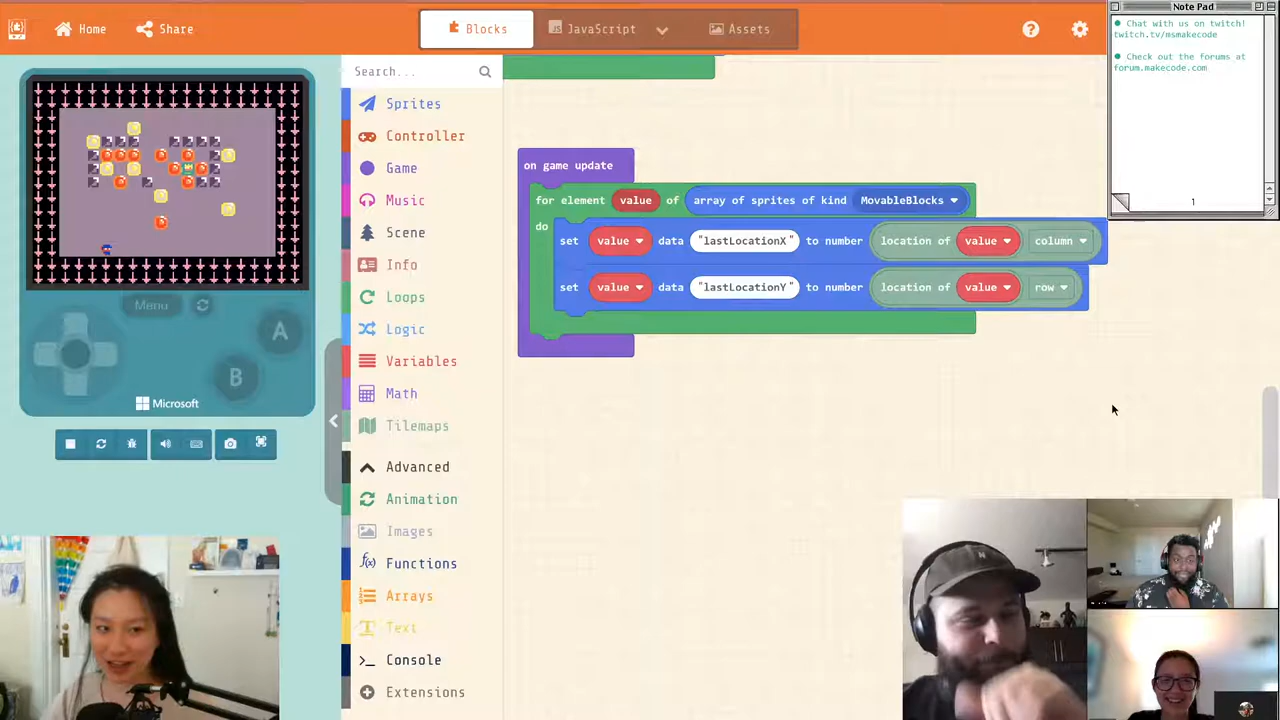 Home
Share
Blocks
JavaScript
Assets
Note Pad
Chat with us on twitch!
twitch.tv/msmakecode
Check out the forums at
forum.makecode.com
1
Search...
Sprites
Controller
Game
Music
Scene
Info
Loops
Logic
Variables
Math
Tilemaps
Advanced
Animation
Images
Functions
Arrays
Text
Console
Extensions
on game update
for element value of array of sprites of kind MovableBlocks
do
set value data "lastLocationX" to number location of value column
set value data "lastLocationY" to number location of value row
Menu
A
B
Microsoft